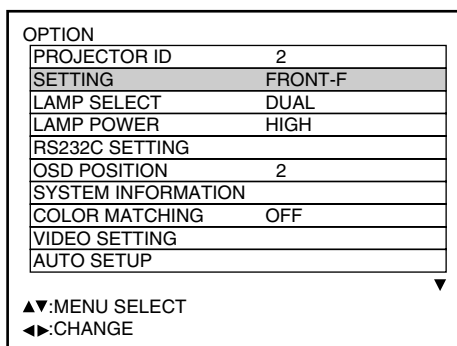 OPTION
PROJECTOR ID 2
SETTING FRONT-F
LAMP SELECT DUAL
LAMP POWER HIGH
RS232C SETTING
OSD POSITION 2
SYSTEM INFORMATION
COLOR MATCHING OFF
VIDEO SETTING
AUTO SETUP
▼
▲▼:MENU SELECT
◀▶:CHANGE